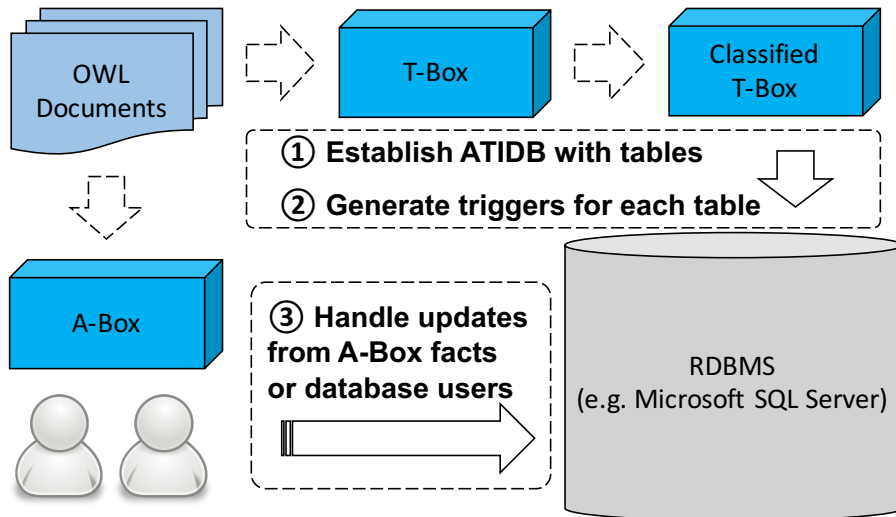 OWL
Documents
T-Box
Classified
T-Box
① Establish ATIDB with tables
② Generate triggers for each table
A-Box
③ Handle updates
from A-Box facts
or database users
RDBMS
(e.g. Microsoft SQL Server)